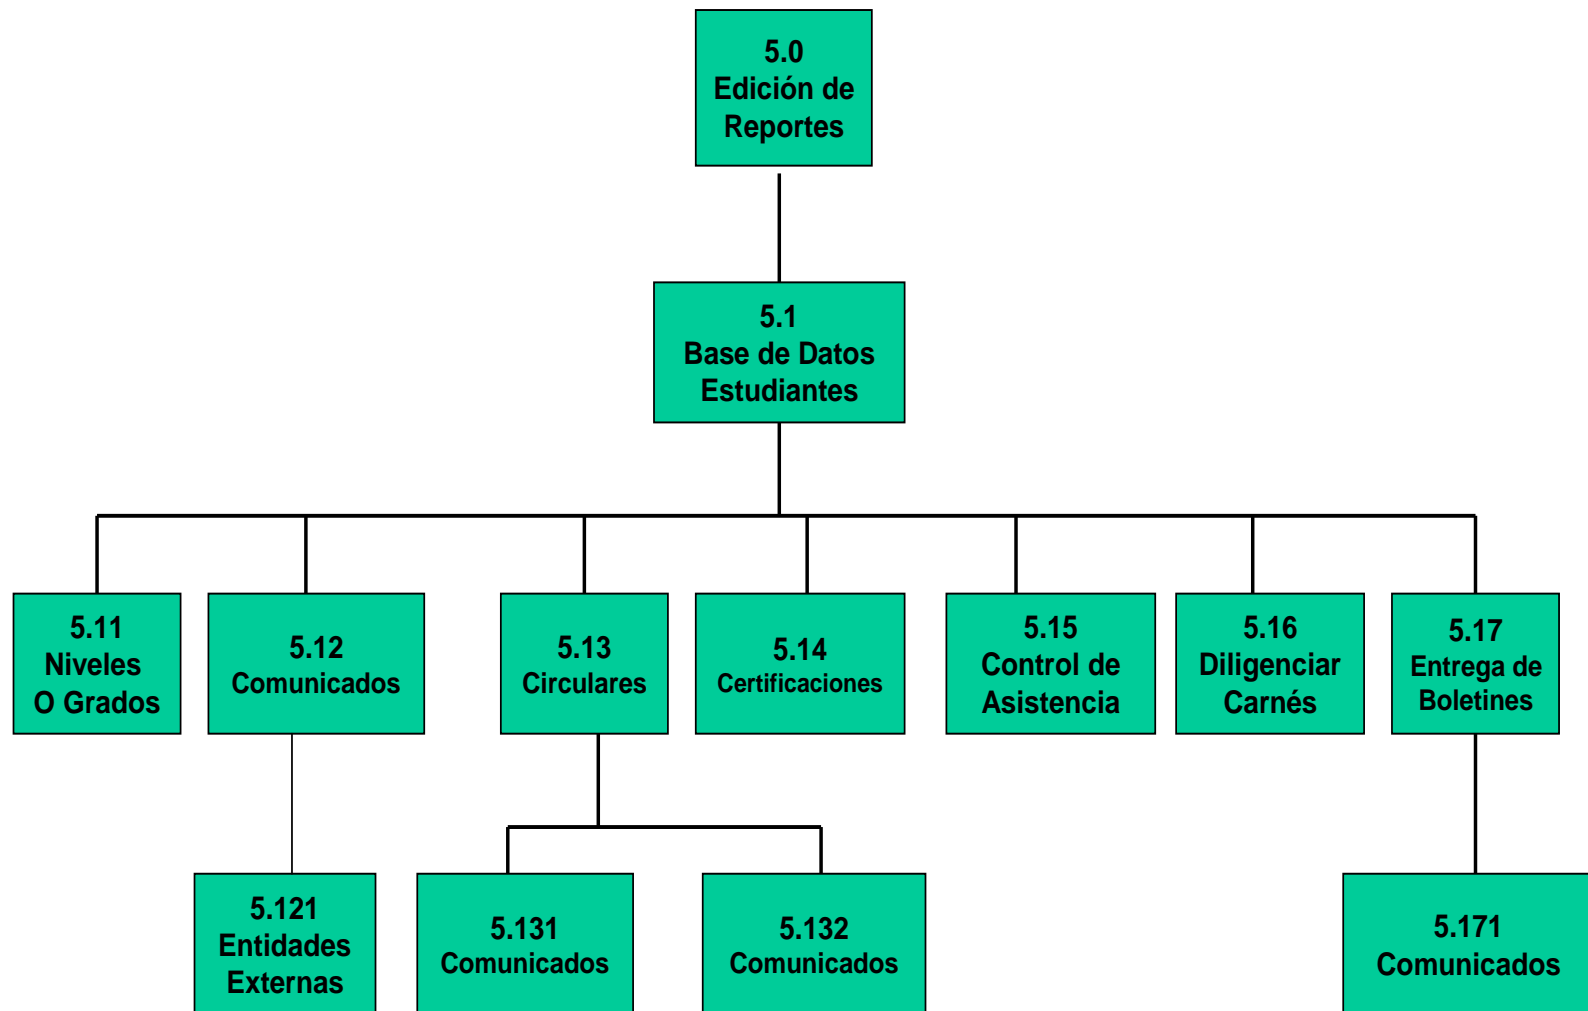 5.0
Edición de
Reportes
5.1
Base de Datos
Estudiantes
5.11
Niveles
O Grados
5.12
Comunicados
5.13
Circulares
5.14
Certificaciones
5.15
Control de
Asistencia
5.16
Diligenciar
Carnés
5.17
Entrega de
Boletines
5.121
Entidades
Externas
5.131
Comunicados
5.132
Comunicados
5.171
Comunicados